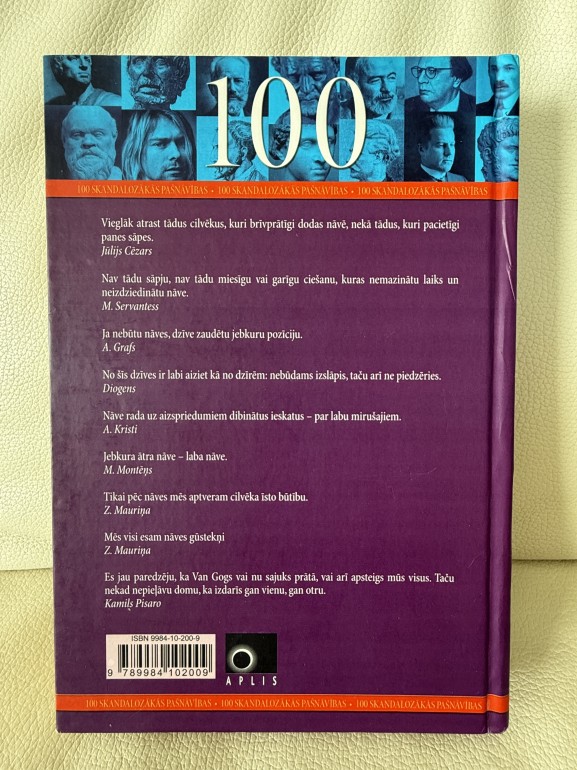 100
100 SKANDALOZĀKĀS PAŠNĀVĪBAS • 100 SKANDALOZĀKĀS PAŠNĀVĪBAS • 100 SKANDALOZĀKĀS PAŠNĀVĪBAS
Vieglāk atrast tādus cilvēkus, kuri brīvprātīgi dodas nāvē, nekā tādus, kuri pacietīgi
panes sāpes.
Jūlijs Cēzars
Nav tādu sāpju, nav tādu miesīgu vai garīgu ciešanu, kuras nemazinātu laiks un
neizdziedinātu nāve.
M. Servantess
Ja nebūtu nāves, dzīve zaudētu jebkuru pozīciju.
A. Grafs
No šīs dzīves ir labi aiziet kā no dzīrēm: nebūdams izslāpis, taču arī ne piedzēries.
Diogens
Nāve rada uz aizspriedumiem dibinātus ieskatus – par labu mirušajiem.
A. Kristi
Jebkura ātra nāve – laba nāve.
M. Montēņs
Tikai pēc nāves mēs aptveram cilvēka īsto būtību.
Z. Mauriņa
Mēs visi esam nāves gūstekņi
Z. Mauriņa
Es jau paredzēju, ka Van Gogs vai nu sajuks prātā, vai arī apsteigs mūs visus. Taču
nekad nepieļāvu domu, ka izdarīs gan vienu, gan otru.
Kamils Pisaro
ISBN 9984-10-200-9
9 789984 102009
APLIS
100 SKANDALOZĀKĀS PAŠNĀVĪBAS • 100 SKANDALOZĀKĀS PAŠNĀVĪBAS • 100 SKANDALOZĀKĀS PAŠNĀVĪBAS